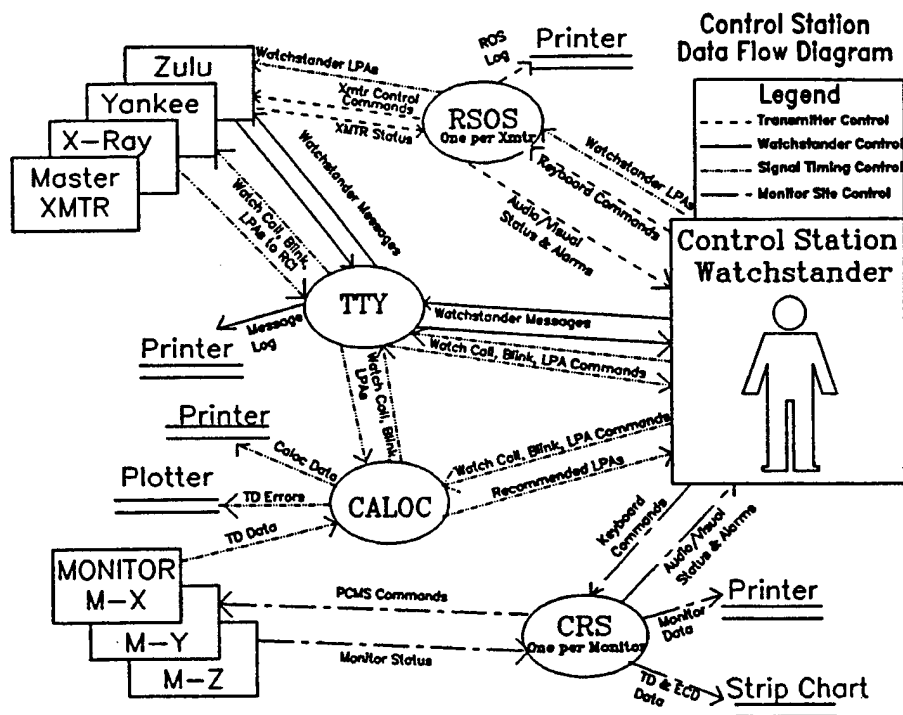 Control Station
Data Flow Diagram
Legend
Transmitter Control
Watchstander Control
Signal Timing Control
Monitor Site Control
Zulu
Yankee
X-Ray
Master
XMTR
Watchstander LPAs
Xmtr Control
Commands
XMTR Status
ROS
Log
Printer
RSOS
One per Xmtr
Watchstander LPAs
Keyboard Commands
Audio/Visual
Status & Alarms
Control Station
Watchstander
Watchstander Messages
Watch Call, Blink,
LPAs to RCI
TTY
Message
Log
Printer
Watchstander Messages
Watch Call, Blink, LPA Commands
Watch Call, Blink
LPAs
Printer
Caloc Data
Plotter
TD Errors
CALOC
Watch Call, Blink, LPA Commands
Recommended LPAs
TD Data
MONITOR
M-X
M-Y
M-Z
PCMS Commands
Monitor Status
Keyboard
Commands
Audio/Visual
Status & Alarms
CRS
One per Monitor
Monitor
Data
Printer
TD & ECD
Data
Strip Chart